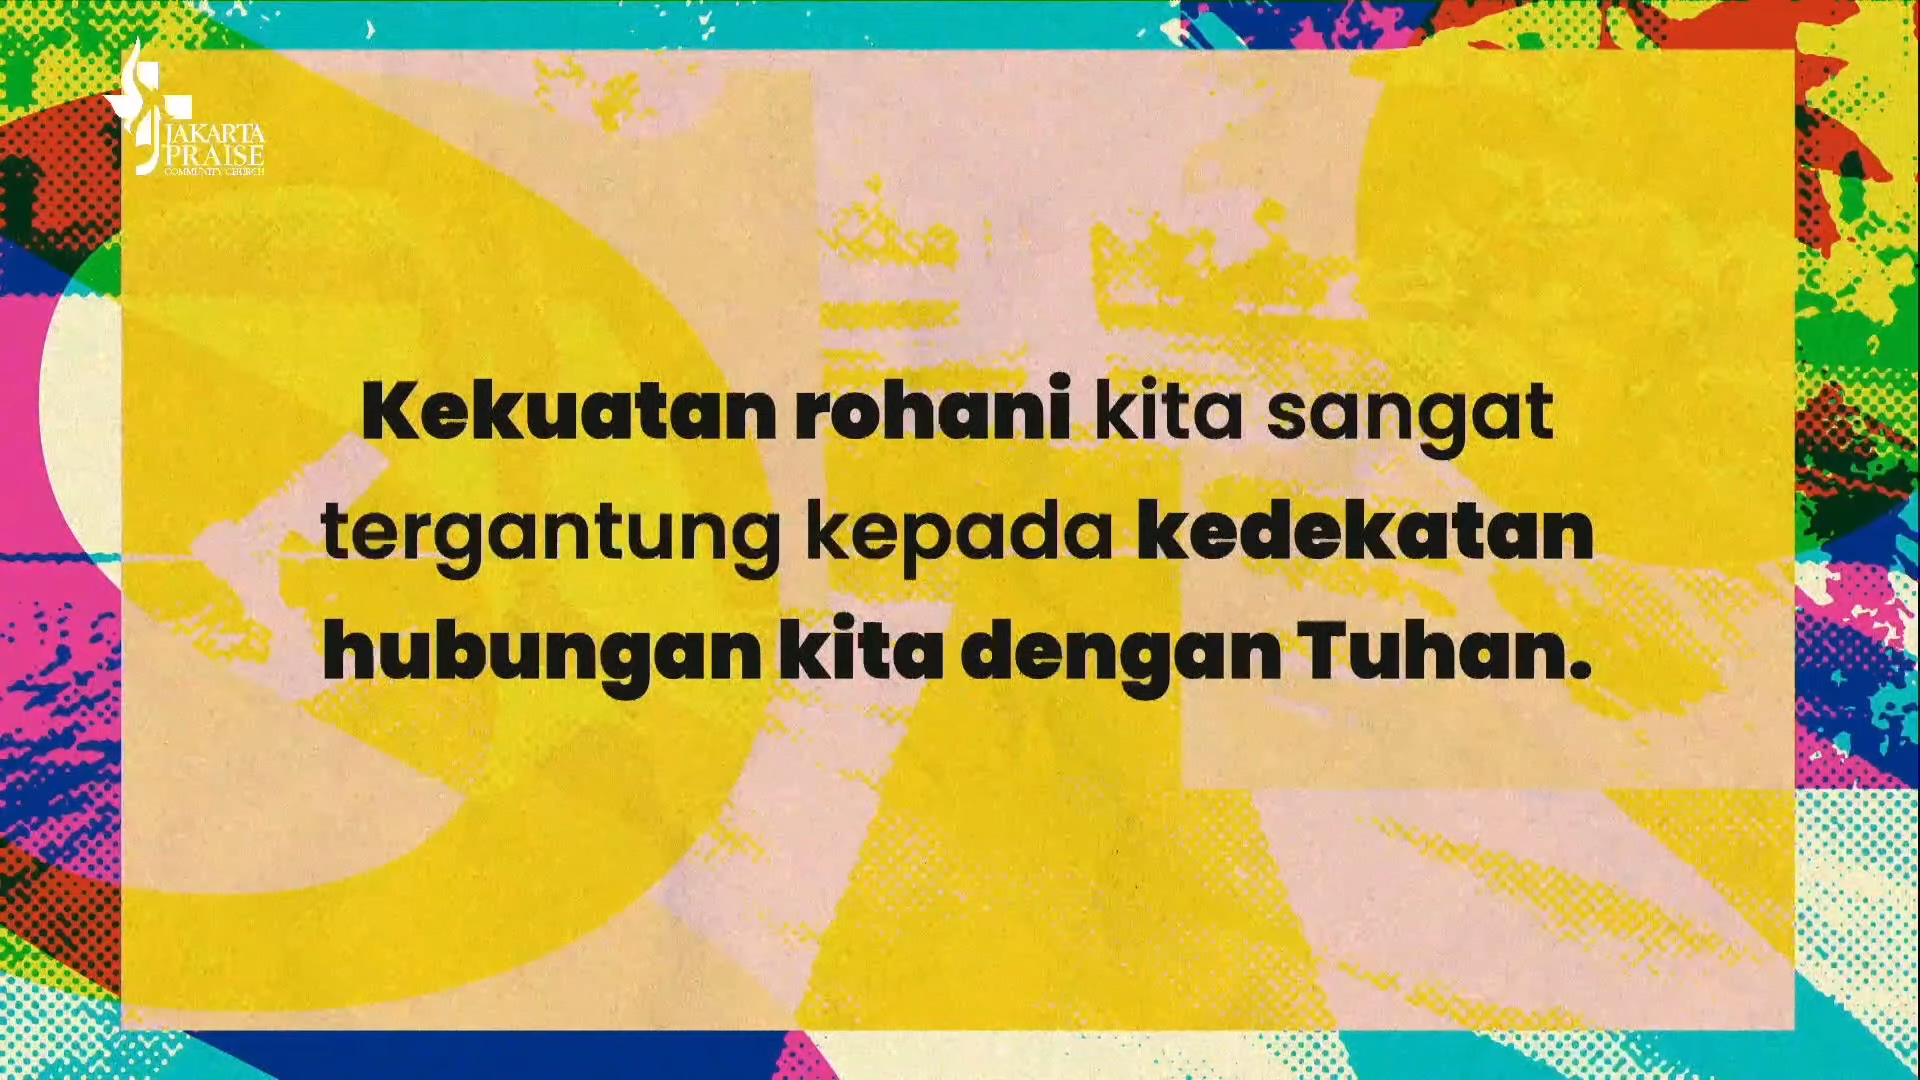 JAKARTA
PRAISE
COMMUNITY CHURCH
Kekuatan rohani kita sangat
tergantung kepada kedekatan
hubungan kita dengan Tuhan.